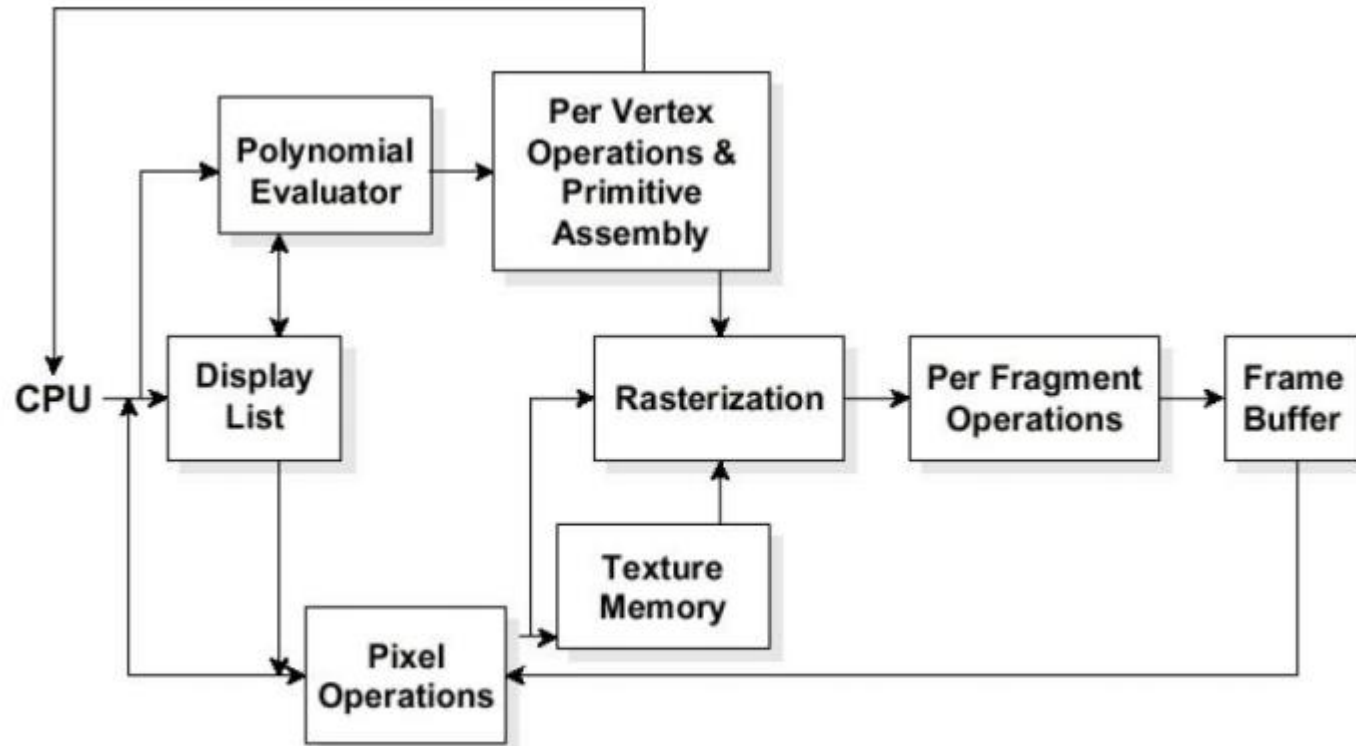 Per Vertex
Operations &
Primitive
Assembly
Polynomial
Evaluator
CPU
Display
List
Rasterization
Per Fragment
Operations
Frame
Buffer
Texture
Memory
Pixel
Operations